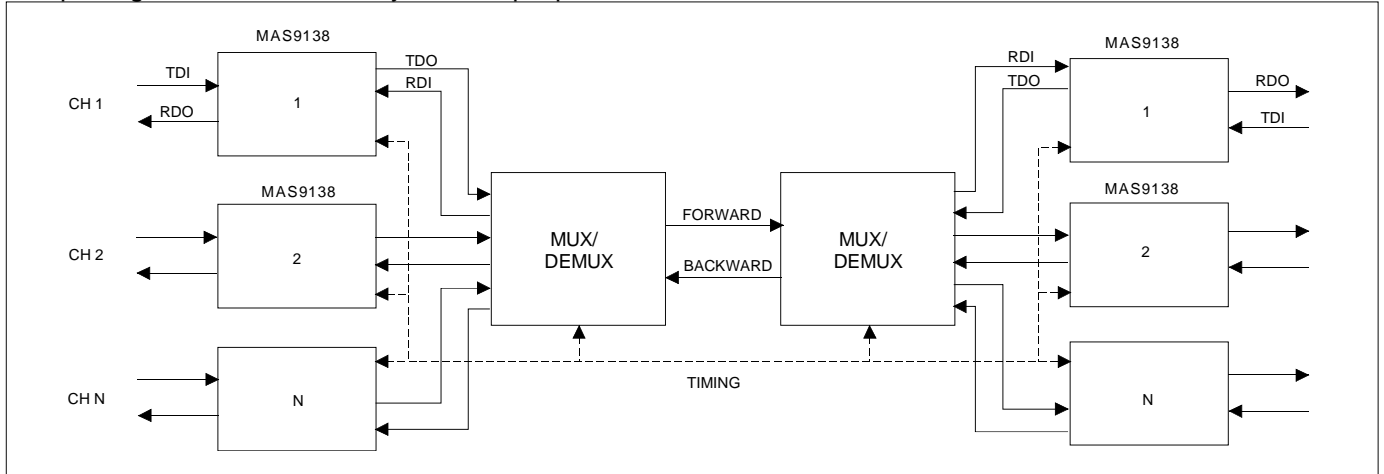 MAS9138
TDI
TDO
RDI
CH 1
RDO
1
MAS9138
CH 2
2
CH N
N
MUX/
DEMUX
FORWARD
BACKWARD
MUX/
DEMUX
TIMING
MAS9138
RDI
TDO
RDO
TDI
1
MAS9138
2
N